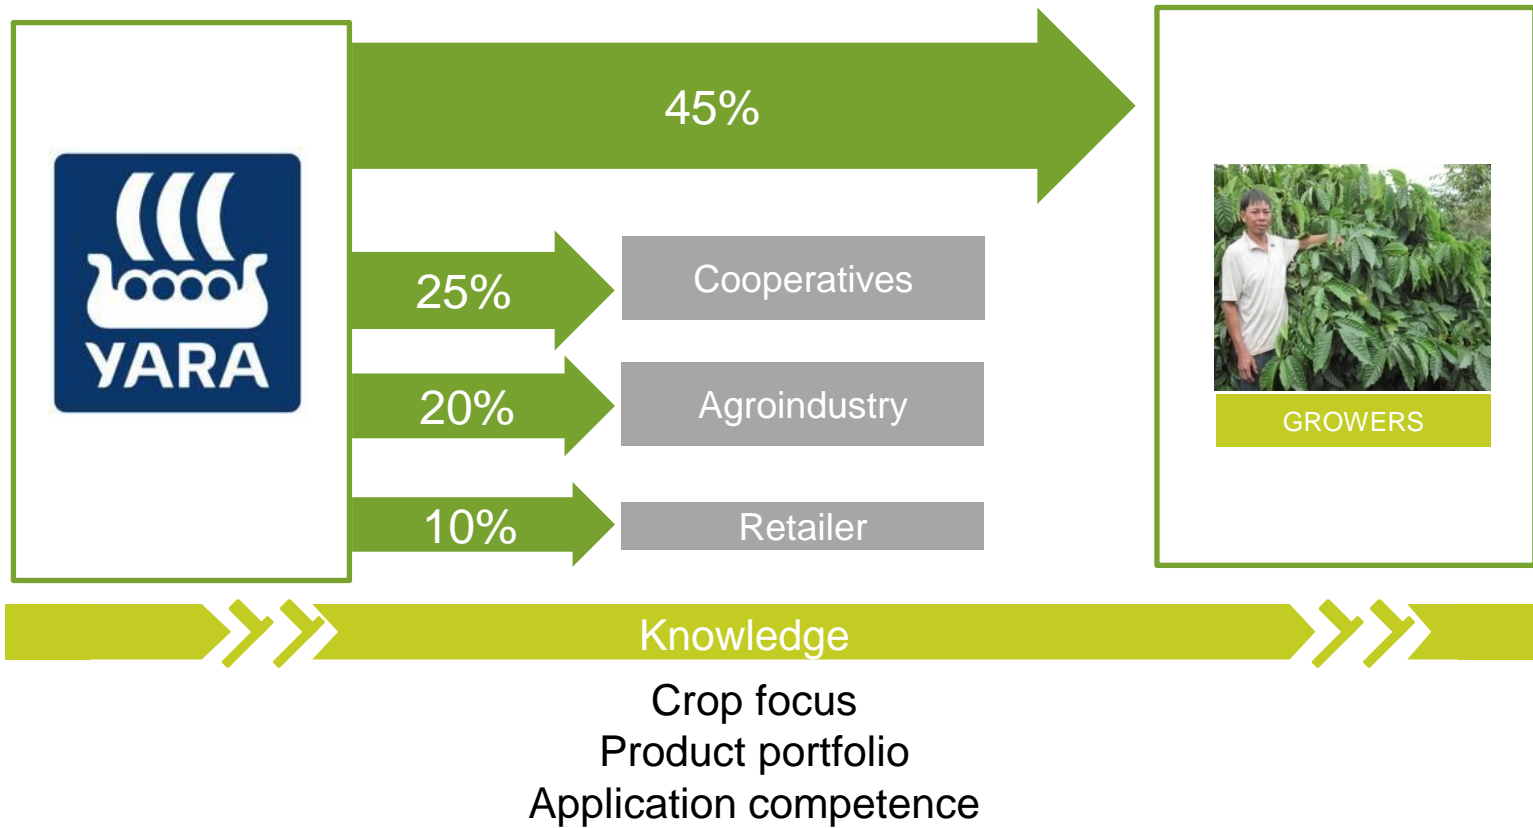 45%
YARA
25%
Cooperatives
20%
Agroindustry
10%
Retailer
GROWERS
Knowledge
Crop focus
Product portfolio
Application competence